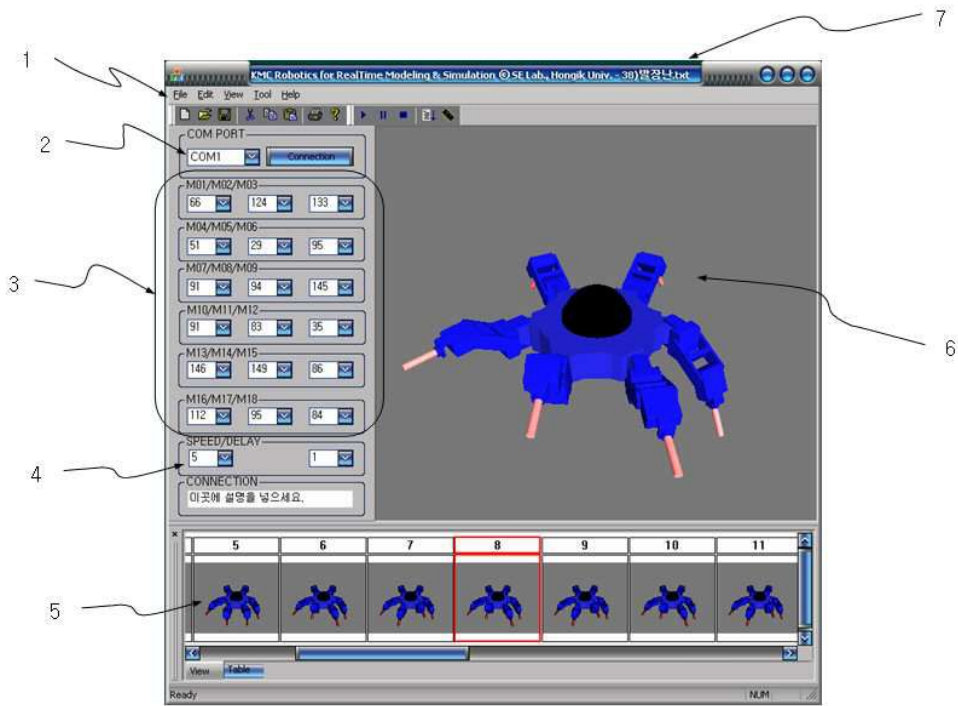 7
1
KMC Robotics for RealTime Modeling & Simulation ⓒ SE Lab., Hongik Univ. - 38)발장난.txt
File Edit View Tool Help
2
COM PORT
COM1 Connection
M01/M02/M03
66 124 133
M04/M05/M06
51 29 95
3
M07/M08/M09
91 94 145
M10/M11/M12
91 83 35
6
M13/M14/M15
146 149 86
M16/M17/M18
112 95 84
4
SPEED/DELAY
5 1
CONNECTION
이곳에 설명을 넣으세요.
5 6 7 8 9 10 11
5
View Table
Ready NUM